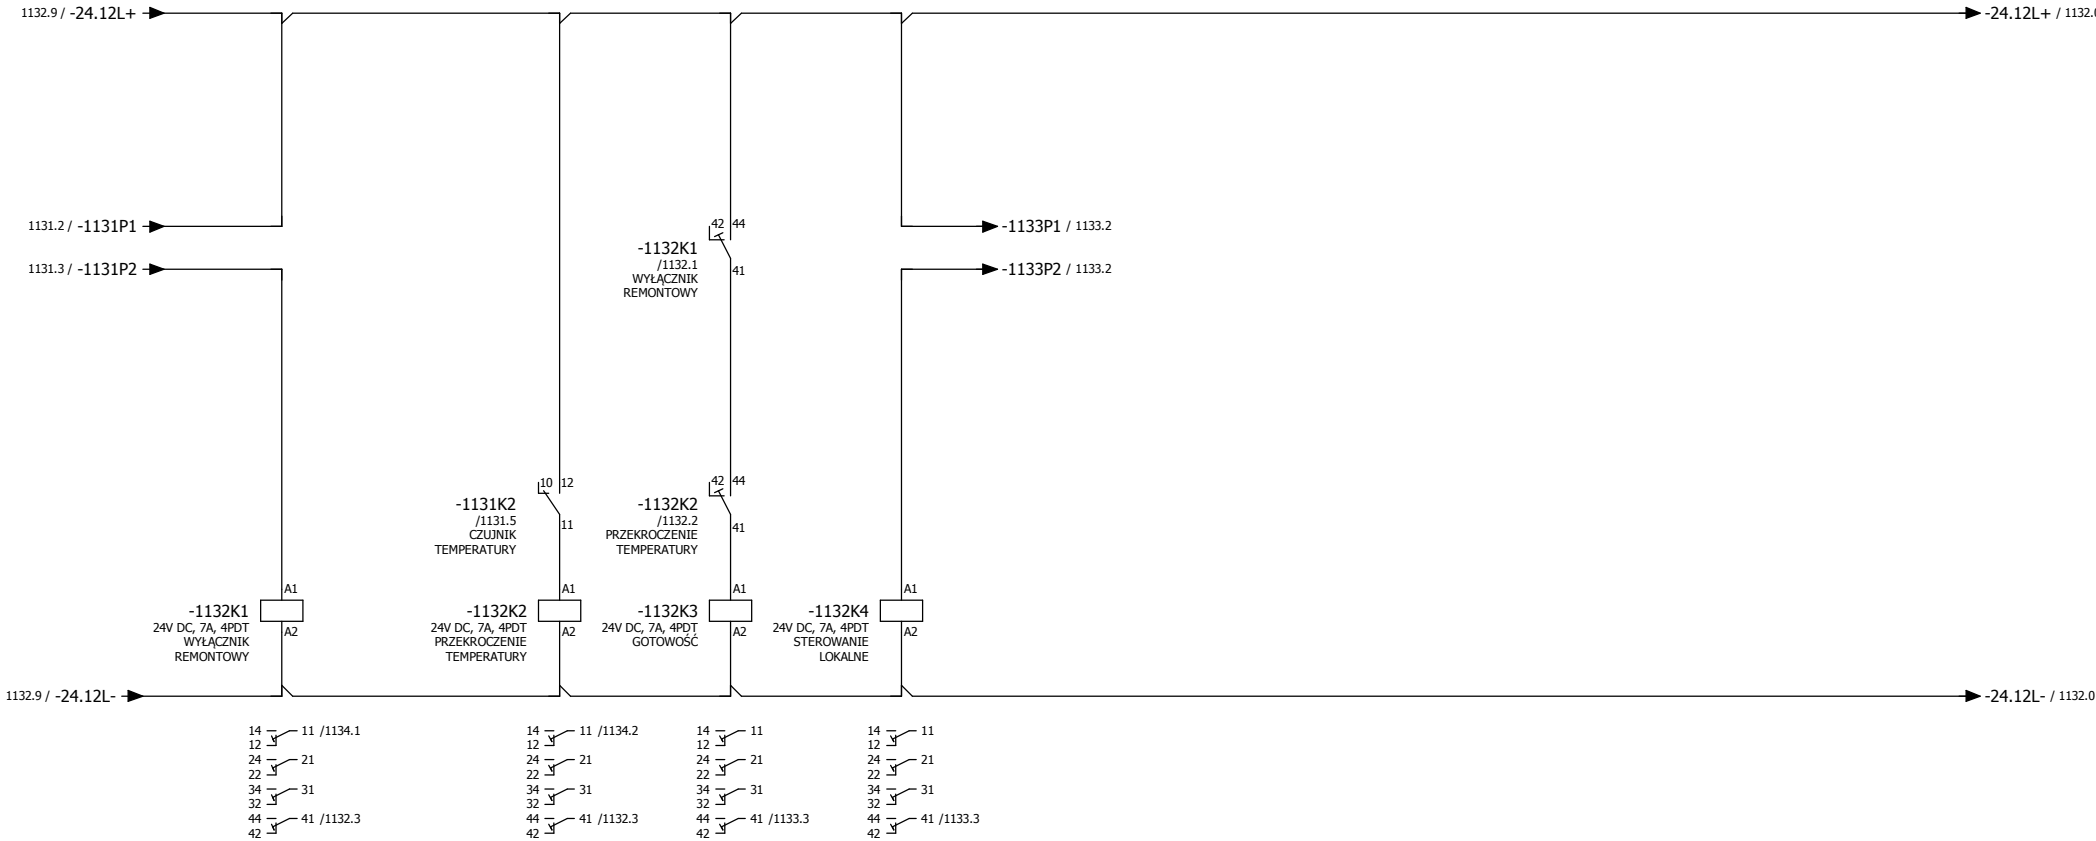 1132.9 / -24.12L+
-24.12L+ / 1132.0
1131.2 / -1131P1
-1133P1 / 1133.2
1131.3 / -1131P2
-1133P2 / 1133.2
42 44
-1132K1
/1132.1
WYŁĄCZNIK
REMONTOWY
41
10 12
-1131K2
/1131.5
CZUJNIK
TEMPERATURY
11
42 44
-1132K2
/1132.2
PRZEKROCZENIE
TEMPERATURY
41
A1
-1132K1
24V DC, 7A, 4PDT
WYŁĄCZNIK
REMONTOWY
A2
A1
-1132K2
24V DC, 7A, 4PDT
PRZEKROCZENIE
TEMPERATURY
A2
A1
-1132K3
24V DC, 7A, 4PDT
GOTOWOŚĆ
A2
A1
-1132K4
24V DC, 7A, 4PDT
STEROWANIE
LOKALNE
A2
1132.9 / -24.12L-
-24.12L- / 1132.0
14 11 /1134.1
12
24 21
22
34 31
32
44 41 /1132.3
42
14 11 /1134.2
12
24 21
22
34 31
32
44 41 /1132.3
42
14 11
12
24 21
22
34 31
32
44 41 /1133.3
42
14 11
12
24 21
22
34 31
32
44 41 /1133.3
42